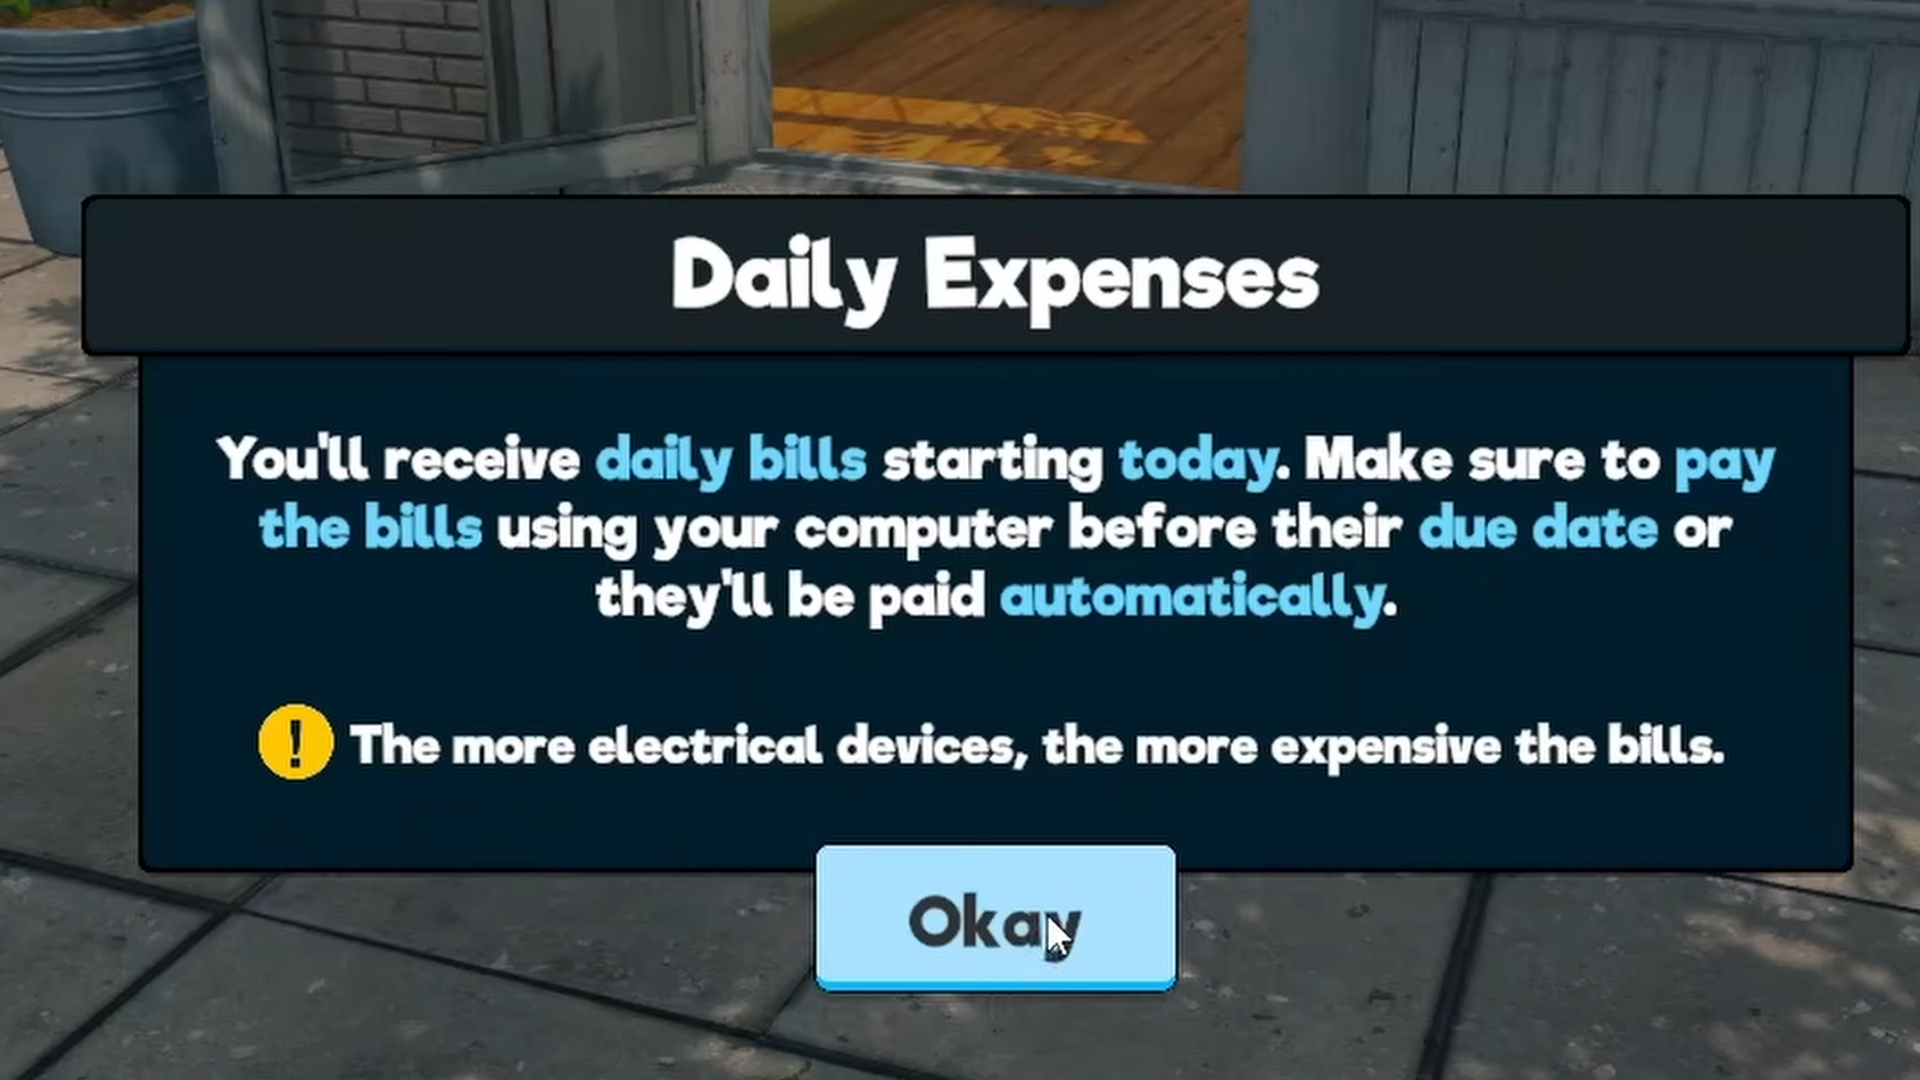 Daily Expenses
You'll receive daily bills starting today. Make sure to pay
the bills using your computer before their due date or
they'll be paid automatically.
! The more electrical devices, the more expensive the bills.
Okay